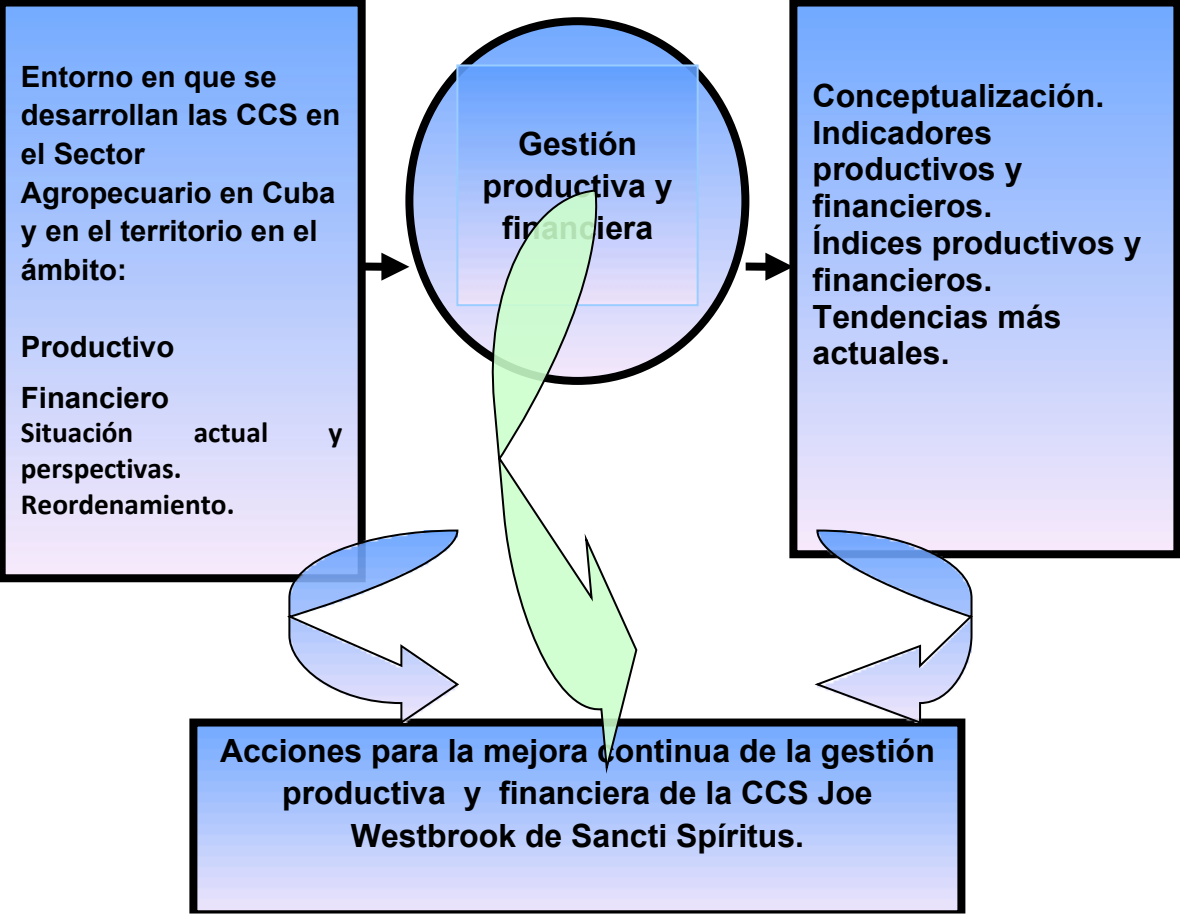 Entorno en que se
desarrollan las CCS en
el Sector
Agropecuario en Cuba
y en el territorio en el
ámbito:
Productivo
Financiero
Situación actual y
perspectivas.
Reordenamiento.
Gestión
productiva y
financiera
Conceptualización.
Indicadores
productivos y
financieros.
Índices productivos y
financieros.
Tendencias más
actuales.
Acciones para la mejora continua de la gestión
productiva y financiera de la CCS Joe
Westbrook de Sancti Spíritus.